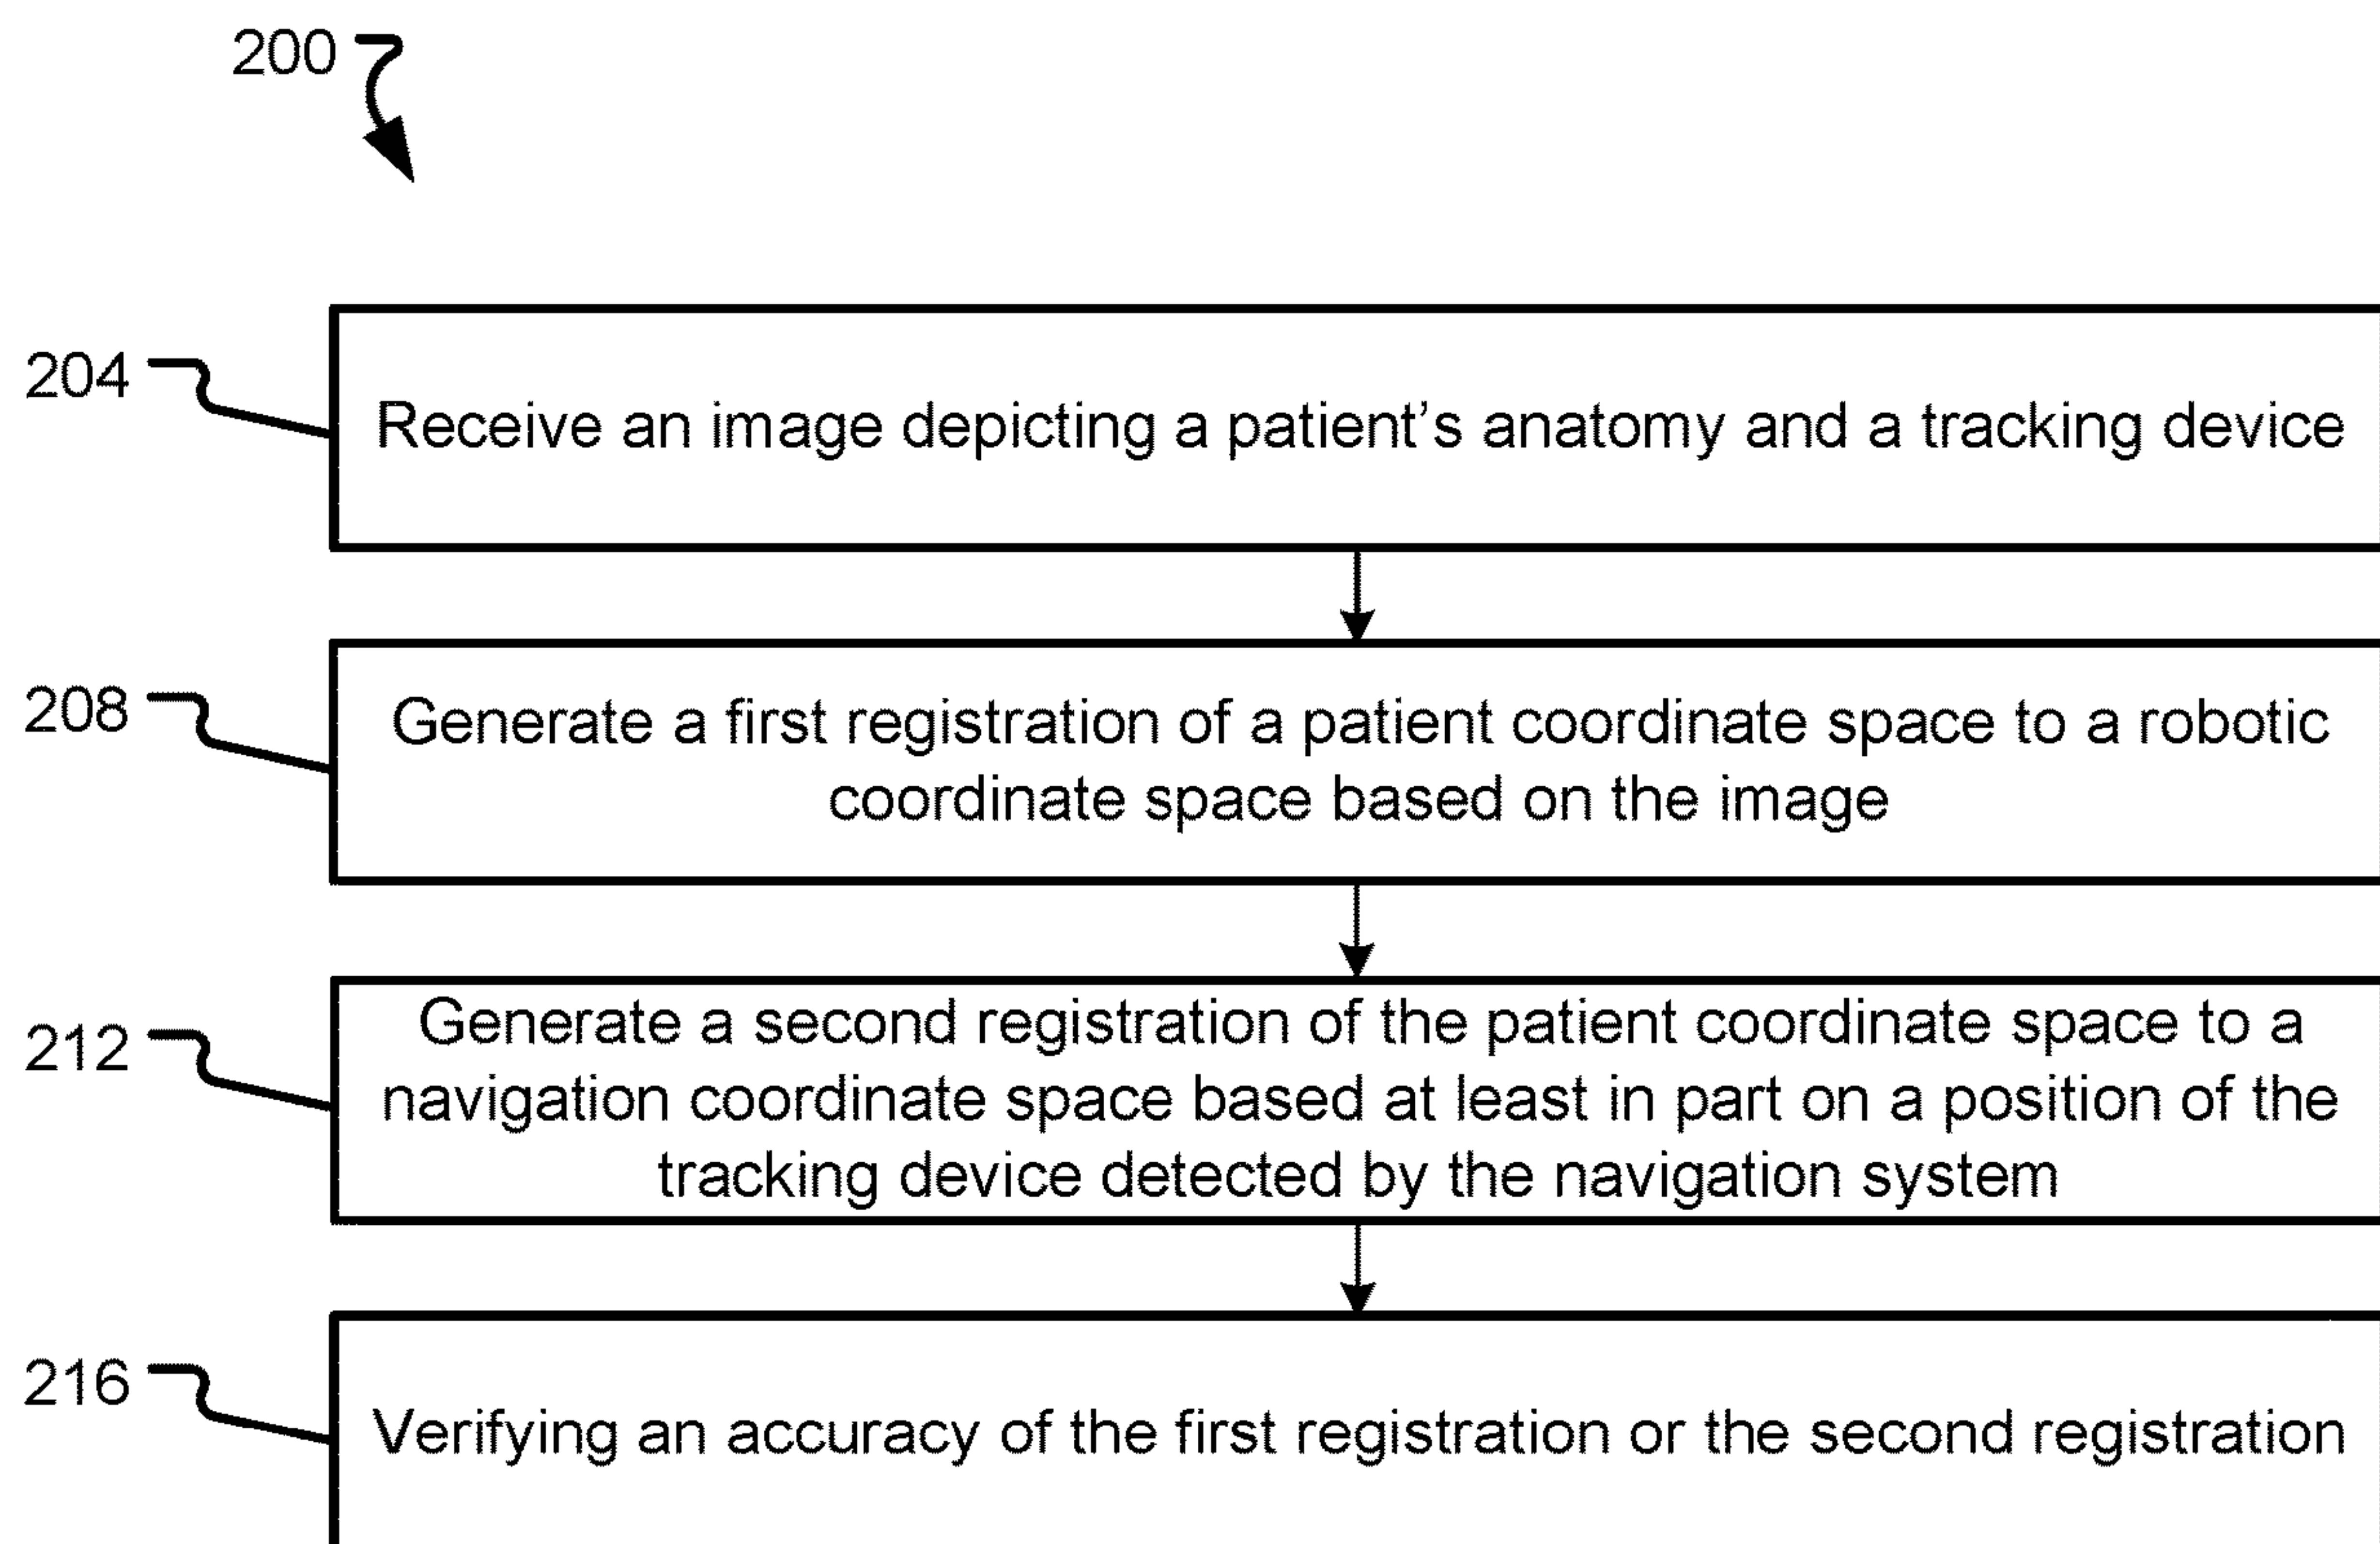 200
204
Receive an image depicting a patient’s anatomy and a tracking device
208
Generate a first registration of a patient coordinate space to a robotic
coordinate space based on the image
212
Generate a second registration of the patient coordinate space to a
navigation coordinate space based at least in part on a position of the
tracking device detected by the navigation system
216
Verifying an accuracy of the first registration or the second registration